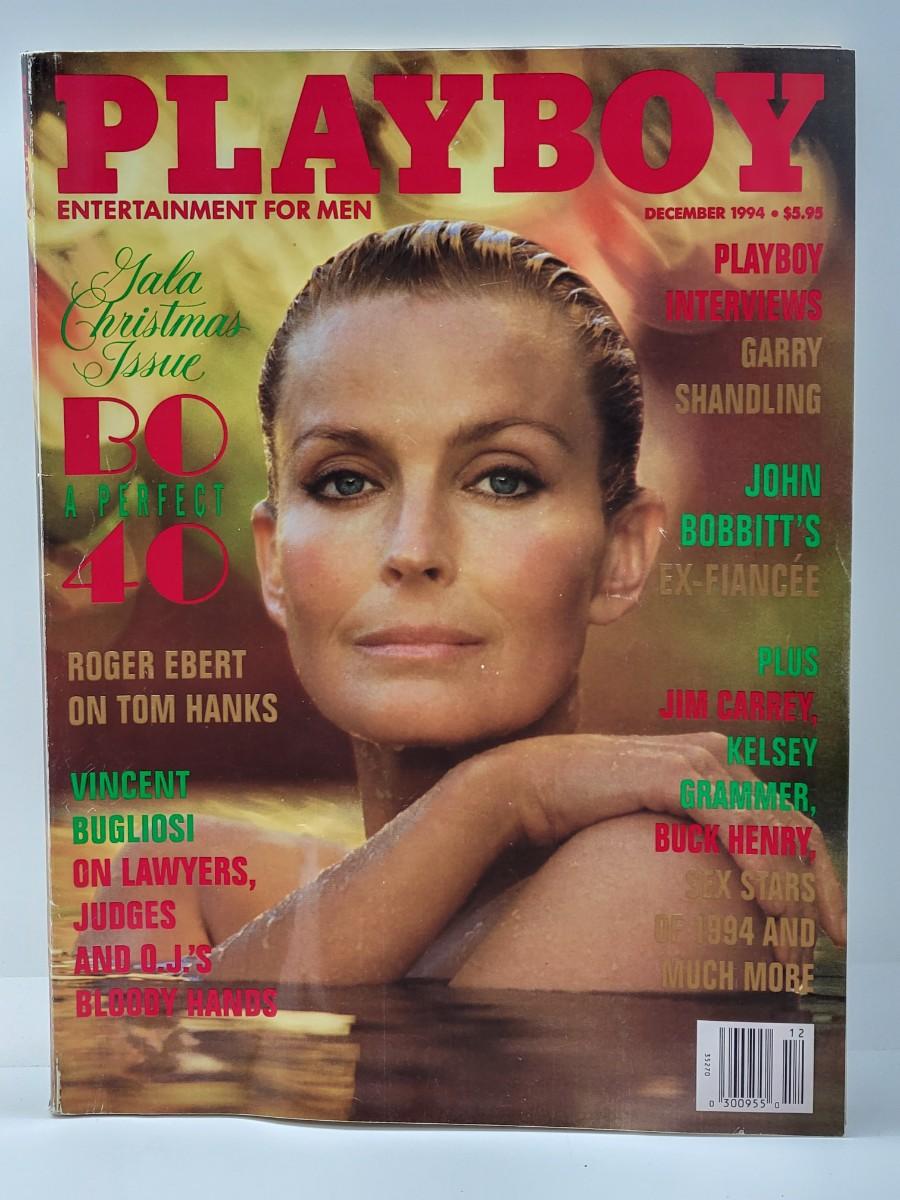 PLAYBOY
ENTERTAINMENT FOR MEN
DECEMBER 1994 • $5.95
Gala
Christmas
Issue
BO
A PERFECT
40
ROGER EBERT
ON TOM HANKS
VINCENT
BUGLIOSI
ON LAWYERS,
JUDGES
AND O.J.'S
BLOODY HANDS
PLAYBOY
INTERVIEWS
GARRY
SHANDLING
JOHN
BOBBITT'S
EX-FIANCÉE
PLUS
JIM CARREY,
KELSEY
GRAMMER,
BUCK HENRY,
SEX STARS
OF 1994 AND
MUCH MORE
12
35270
0 300955 0